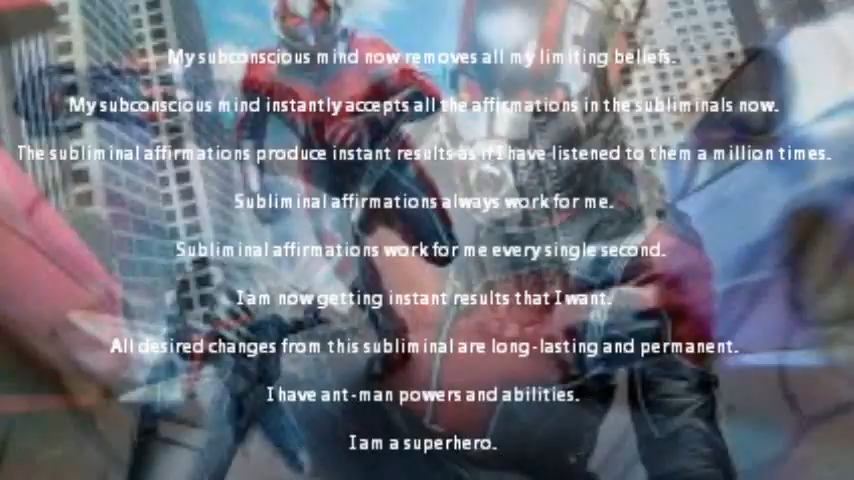 My subconscious mind now removes all my limiting beliefs.
My subconscious mind instantly accepts all the affirmations in the subliminals now.
The subliminal affirmations produce instant results as if I have listened to them a million times.
Subliminal affirmations always work for me.
Subliminal affirmations work for me every single second.
I am now getting instant results that I want.
All desired changes from this subliminal are long-lasting and permanent.
I have ant-man powers and abilities.
I am a superhero.